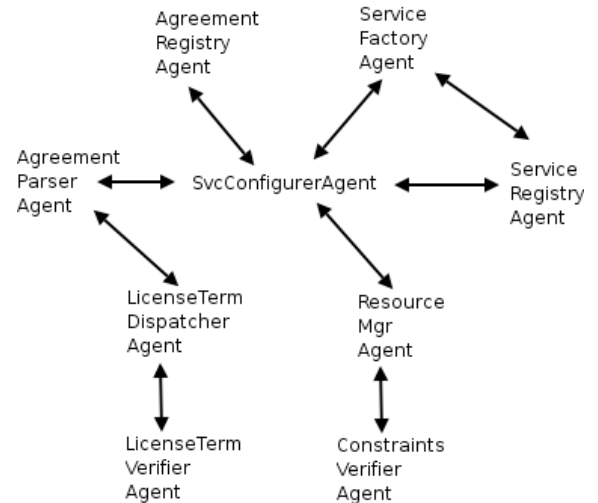 Agreement
Registry
Agent
Service
Factory
Agent
Agreement
Parser
Agent
SvcConfigurerAgent
Service
Registry
Agent
LicenseTerm
Dispatcher
Agent
Resource
Mgr
Agent
LicenseTerm
Verifier
Agent
Constraints
Verifier
Agent